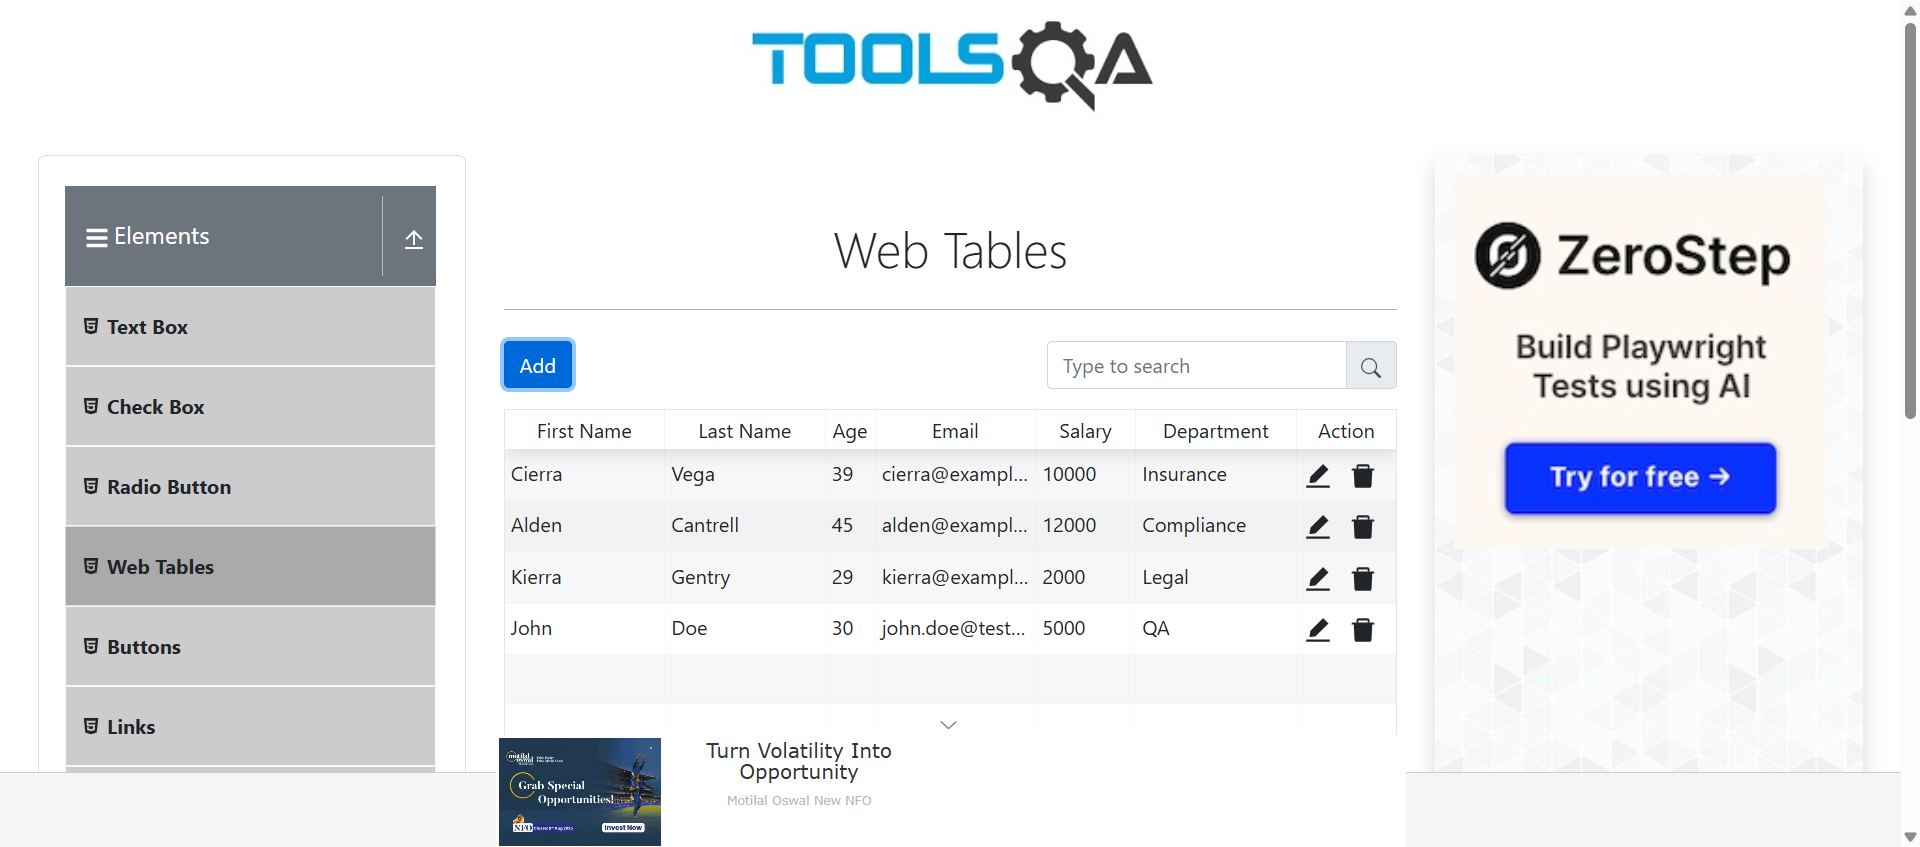 TOOLSQA
Elements
Text Box
Check Box
Radio Button
Web Tables
Buttons
Links
Web Tables
Add
Type to search
First Name Last Name Age Email Salary Department Action
Cierra Vega 39 cierra@exampl... 10000 Insurance
Alden Cantrell 45 alden@exampl... 12000 Compliance
Kierra Gentry 29 kierra@exampl... 2000 Legal
John Doe 30 john.doe@test... 5000 QA
ZeroStep
Build Playwright
Tests using AI
Try for free →
motilal
oswal
Grab Special
Opportunities!
NFO
Invest Now
Turn Volatility Into
Opportunity
Motilal Oswal New NFO